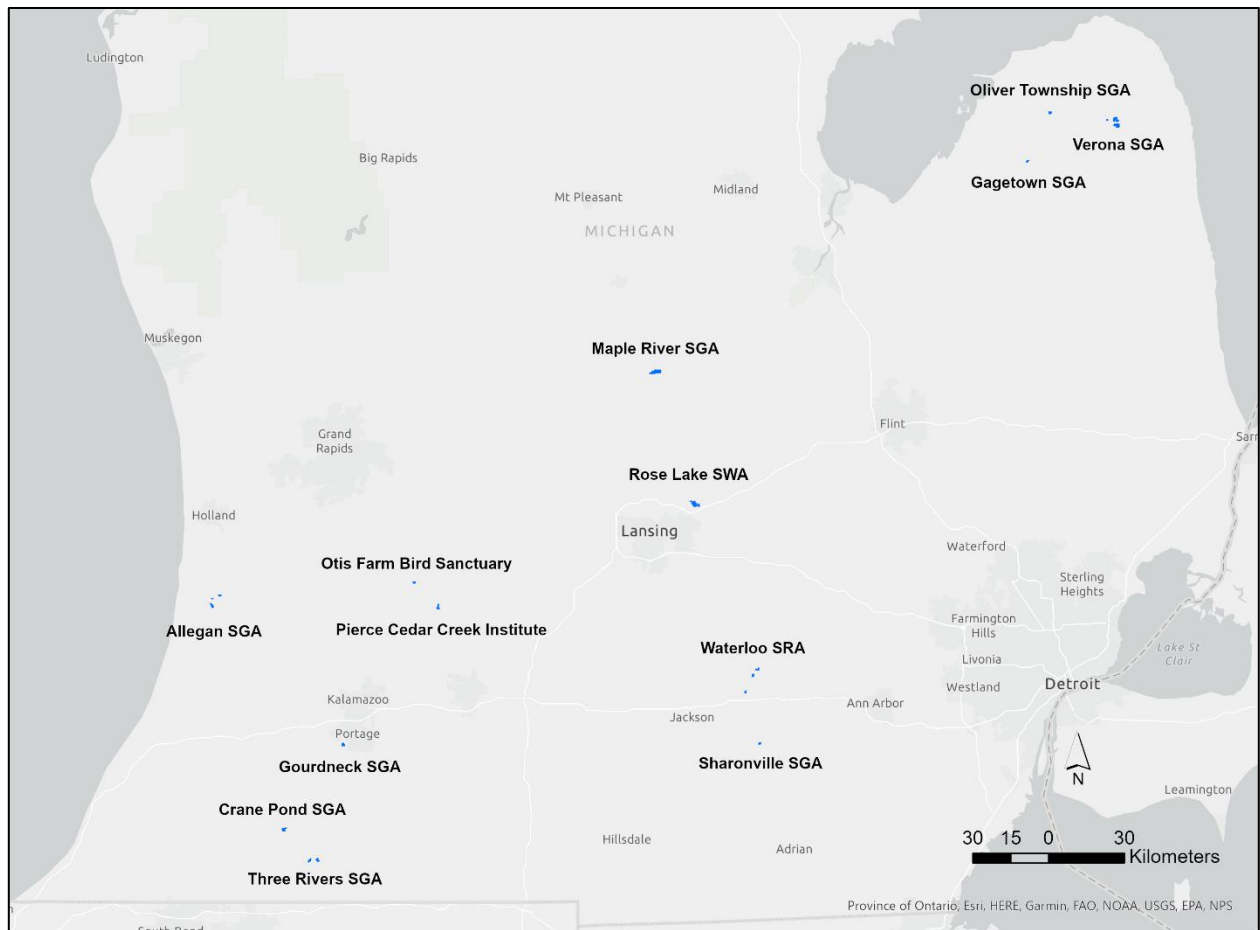 Ludington
Oliver Township SGA
Verona SGA
Big Rapids
Gagetown SGA
Midland
Mt Pleasant
MICHIGAN
Muskegon
Maple River SGA
Flint
Grand
Rapids
Sarn
Rose Lake SWA
Holland
Lansing
Waterford
Otis Farm Bird Sanctuary
Sterling
Heights
Allegan SGA
Pierce Cedar Creek Institute
Farmington
Hills
Waterloo SRA
Lake St
Clair
Livonia
Westland
Detroit
Kalamazoo
Ann Arbor
Jackson
Portage
Gourdneck SGA
Sharonville SGA
N
Leamington
Crane Pond SGA
Hillsdale
Adrian
30 15 0 30
Kilometers
Three Rivers SGA
Province of Ontario, Esri, HERE, Garmin, FAO, NOAA, USGS, EPA, NPS
South Bend